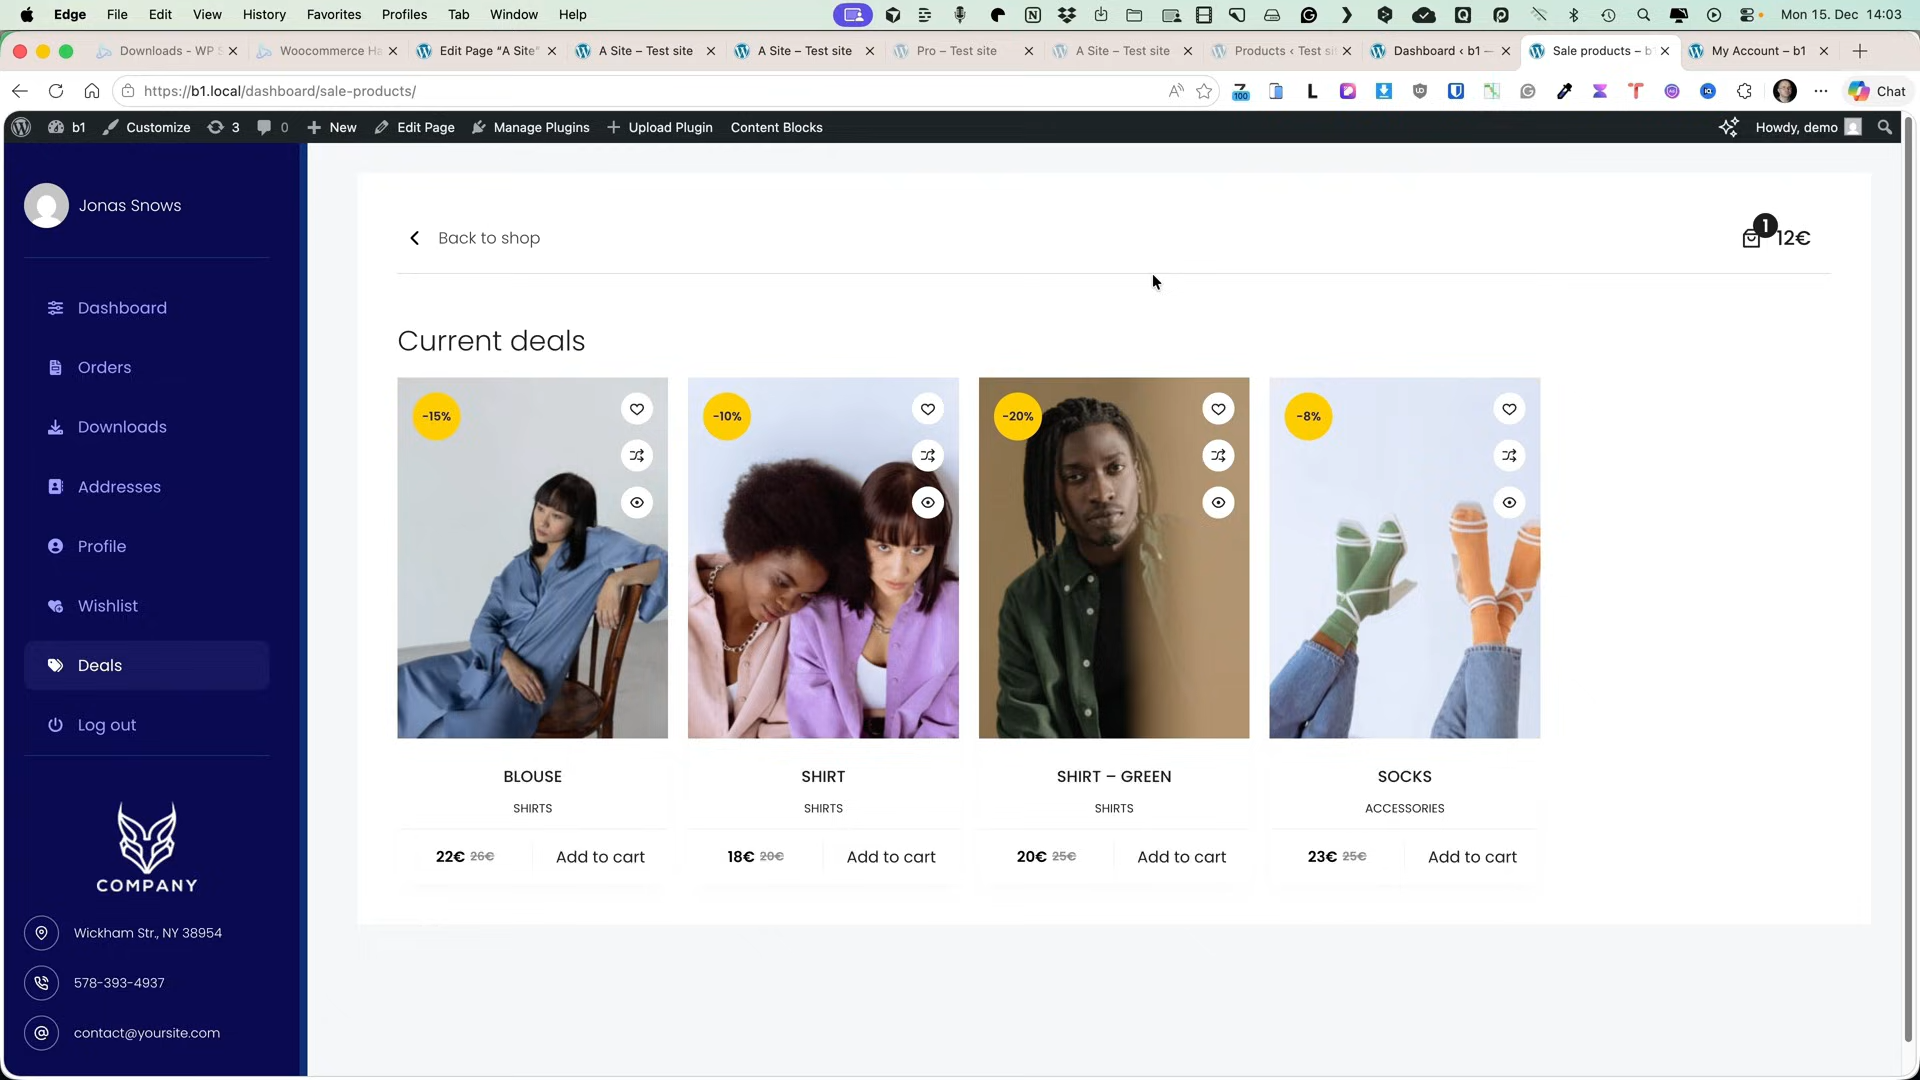 Edge File Edit View History Favorites Profiles Tab Window Help Mon 15. Dec 14:03
Downloads - WP S Woocommerce Ha Edit Page “A Site” A Site – Test site A Site – Test site Pro – Test site A Site – Test site Products ‹ Test si Dashboard ‹ b1 — Sale products – b My Account – b1
https://b1.local/dashboard/sale-products/ 100 Chat
b1 Customize 3 0 New Edit Page Manage Plugins Upload Plugin Content Blocks Howdy, demo
Jonas Snows
Dashboard
Orders
Downloads
Addresses
Profile
Wishlist
Deals
Log out
COMPANY
Wickham Str., NY 38954
578-393-4937
contact@yoursite.com
Back to shop
1
12€
Current deals
-15% -10% -20% -8%
BLOUSE SHIRT SHIRT – GREEN SOCKS
SHIRTS SHIRTS SHIRTS ACCESSORIES
22€ 26€ Add to cart 18€ 20€ Add to cart 20€ 25€ Add to cart 23€ 25€ Add to cart